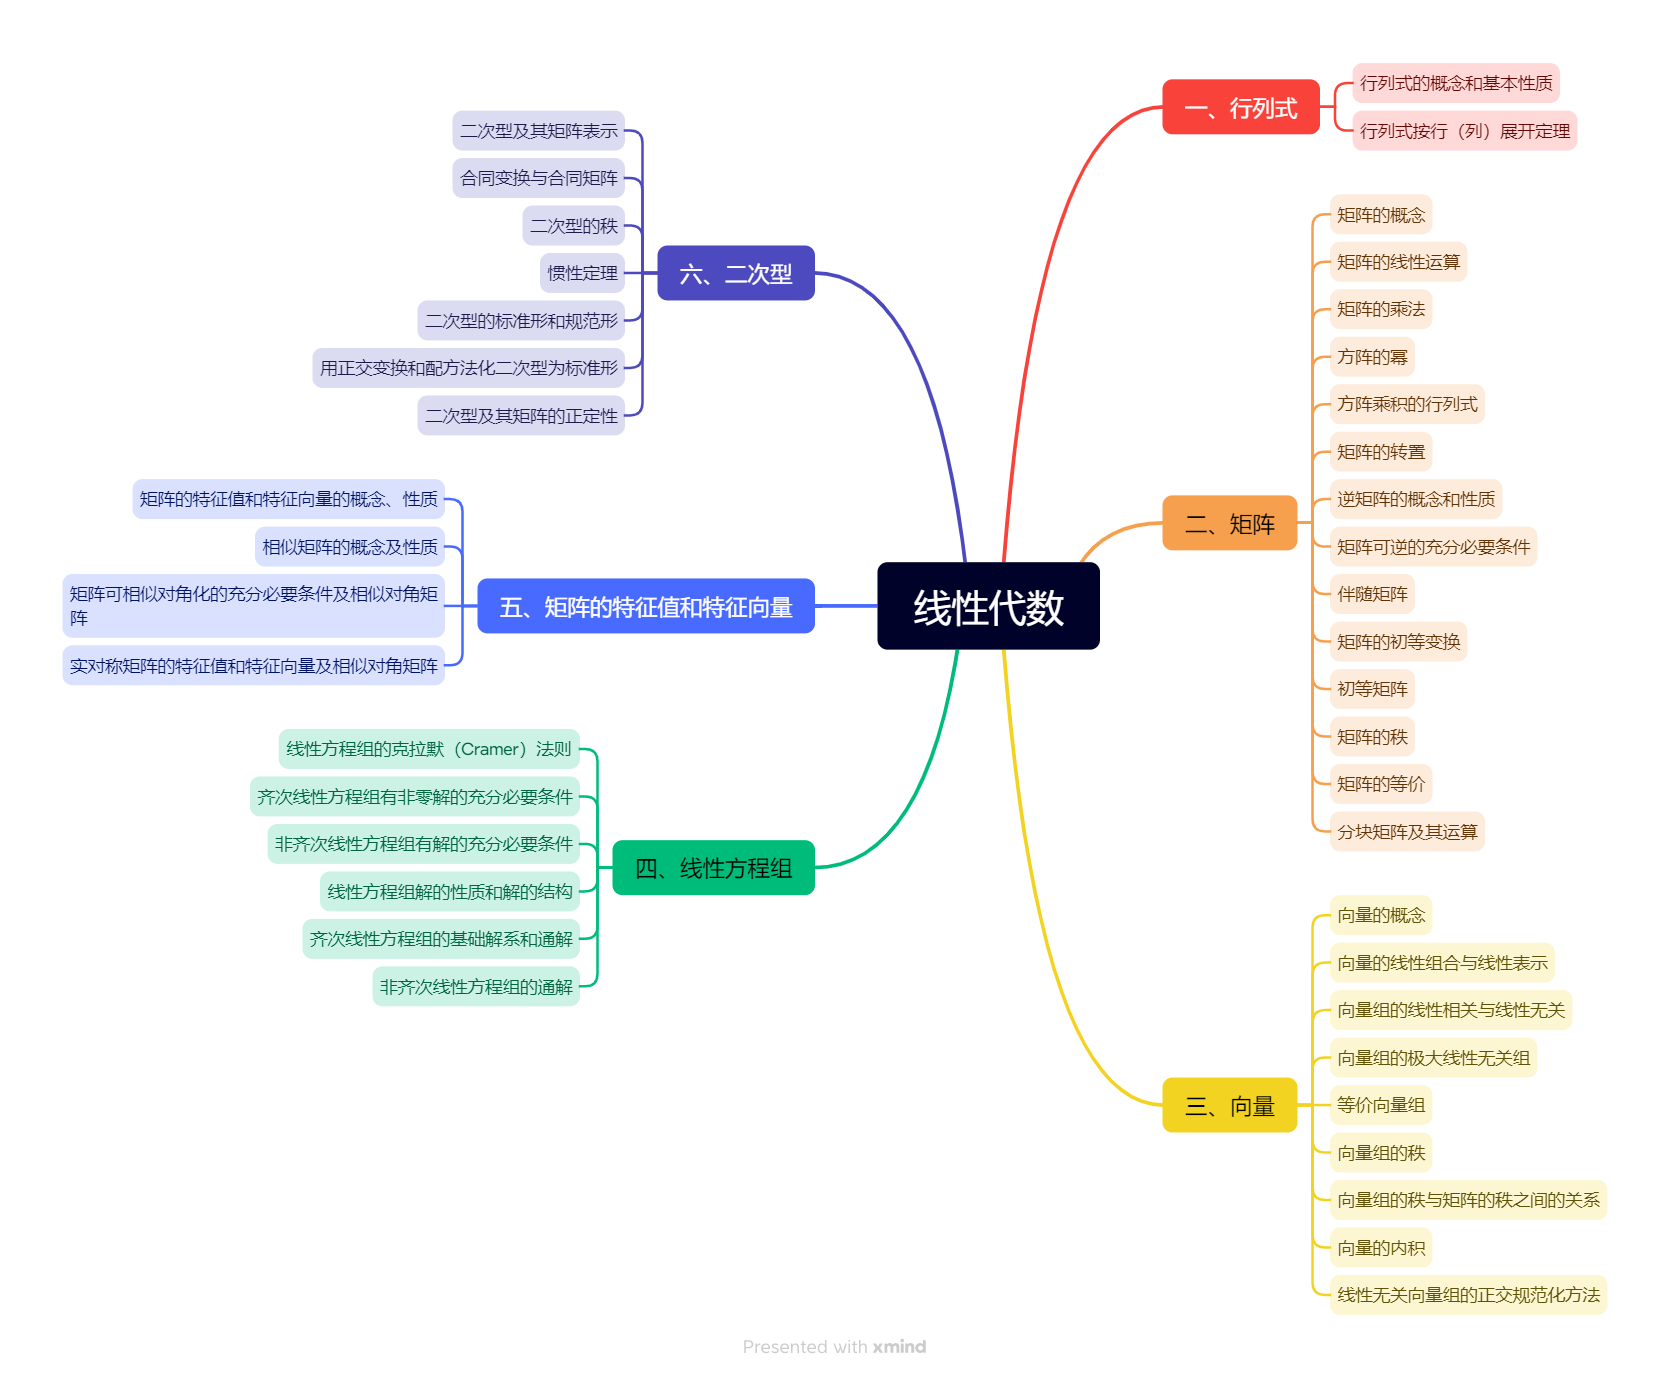 线性代数
一、行列式
行列式的概念和基本性质
行列式按行（列）展开定理
二、矩阵
矩阵的概念
矩阵的线性运算
矩阵的乘法
方阵的幂
方阵乘积的行列式
矩阵的转置
逆矩阵的概念和性质
矩阵可逆的充分必要条件
伴随矩阵
矩阵的初等变换
初等矩阵
矩阵的秩
矩阵的等价
分块矩阵及其运算
三、向量
向量的概念
向量的线性组合与线性表示
向量组的线性相关与线性无关
向量组的极大线性无关组
等价向量组
向量组的秩
向量组的秩与矩阵的秩之间的关系
向量的内积
线性无关向量组的正交规范化方法
四、线性方程组
线性方程组的克拉默（Cramer）法则
齐次线性方程组有非零解的充分必要条件
非齐次线性方程组有解的充分必要条件
线性方程组解的性质和解的结构
齐次线性方程组的基础解系和通解
非齐次线性方程组的通解
五、矩阵的特征值和特征向量
矩阵的特征值和特征向量的概念、性质
相似矩阵的概念及性质
矩阵可相似对角化的充分必要条件及相似对角矩
阵
实对称矩阵的特征值和特征向量及相似对角矩阵
六、二次型
二次型及其矩阵表示
合同变换与合同矩阵
二次型的秩
惯性定理
二次型的标准形和规范形
用正交变换和配方法化二次型为标准形
二次型及其矩阵的正定性
Presented with xmind